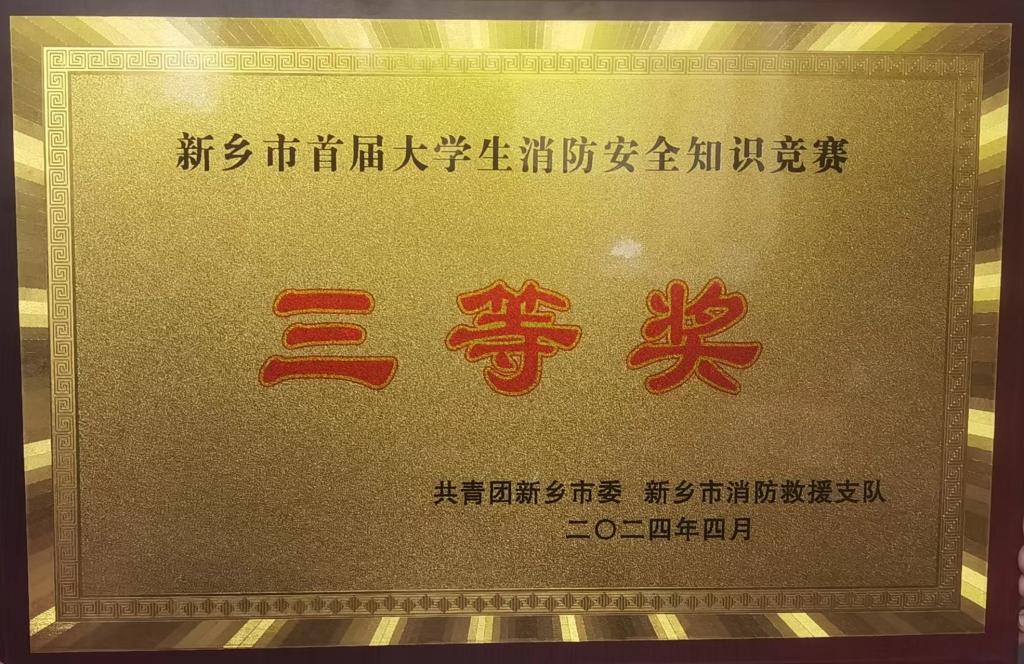 新乡市首届大学生消防安全知识竞赛
三等奖
共青团新乡市委 新乡市消防救援支队
二〇二四年四月